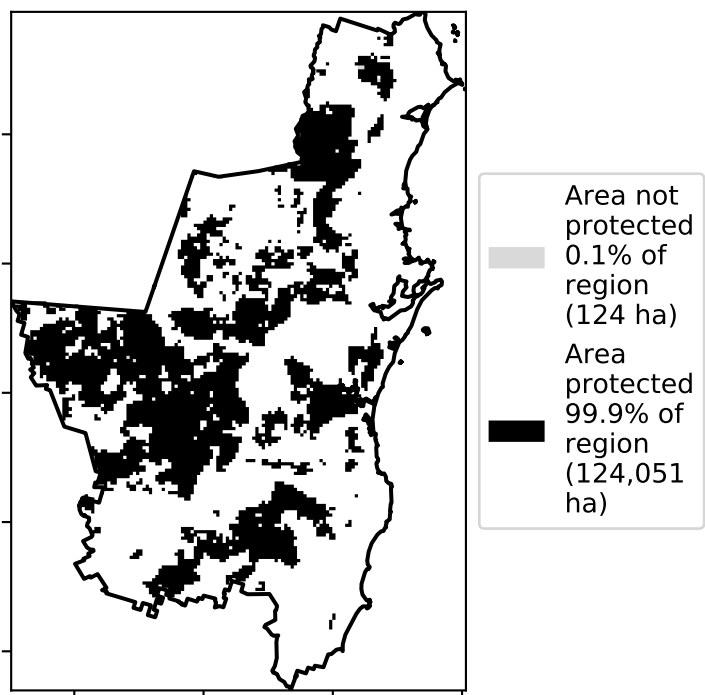 Area not
protected
0.1% of
region
(124 ha)
Area
protected
99.9% of
region
(124,051
ha)